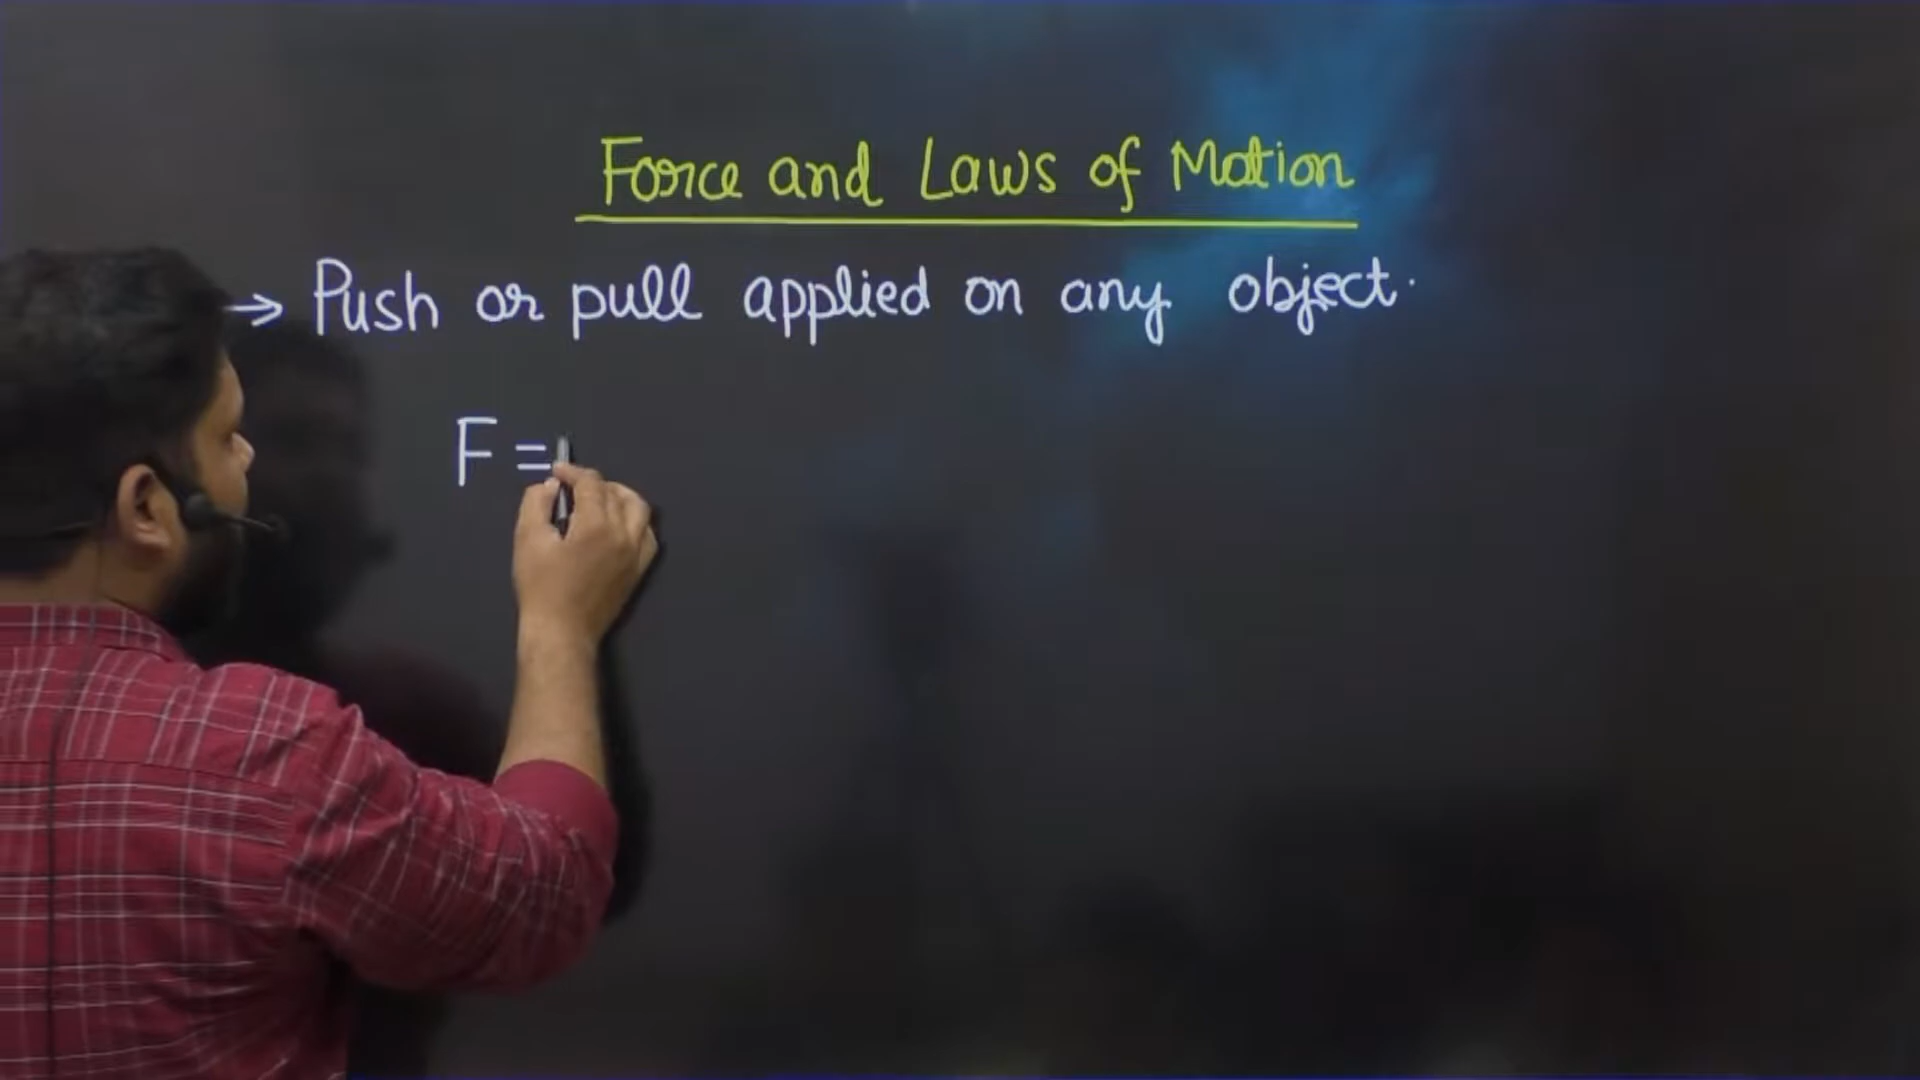 Force and Laws of Motion
→ Push or pull applied on any object.
F =